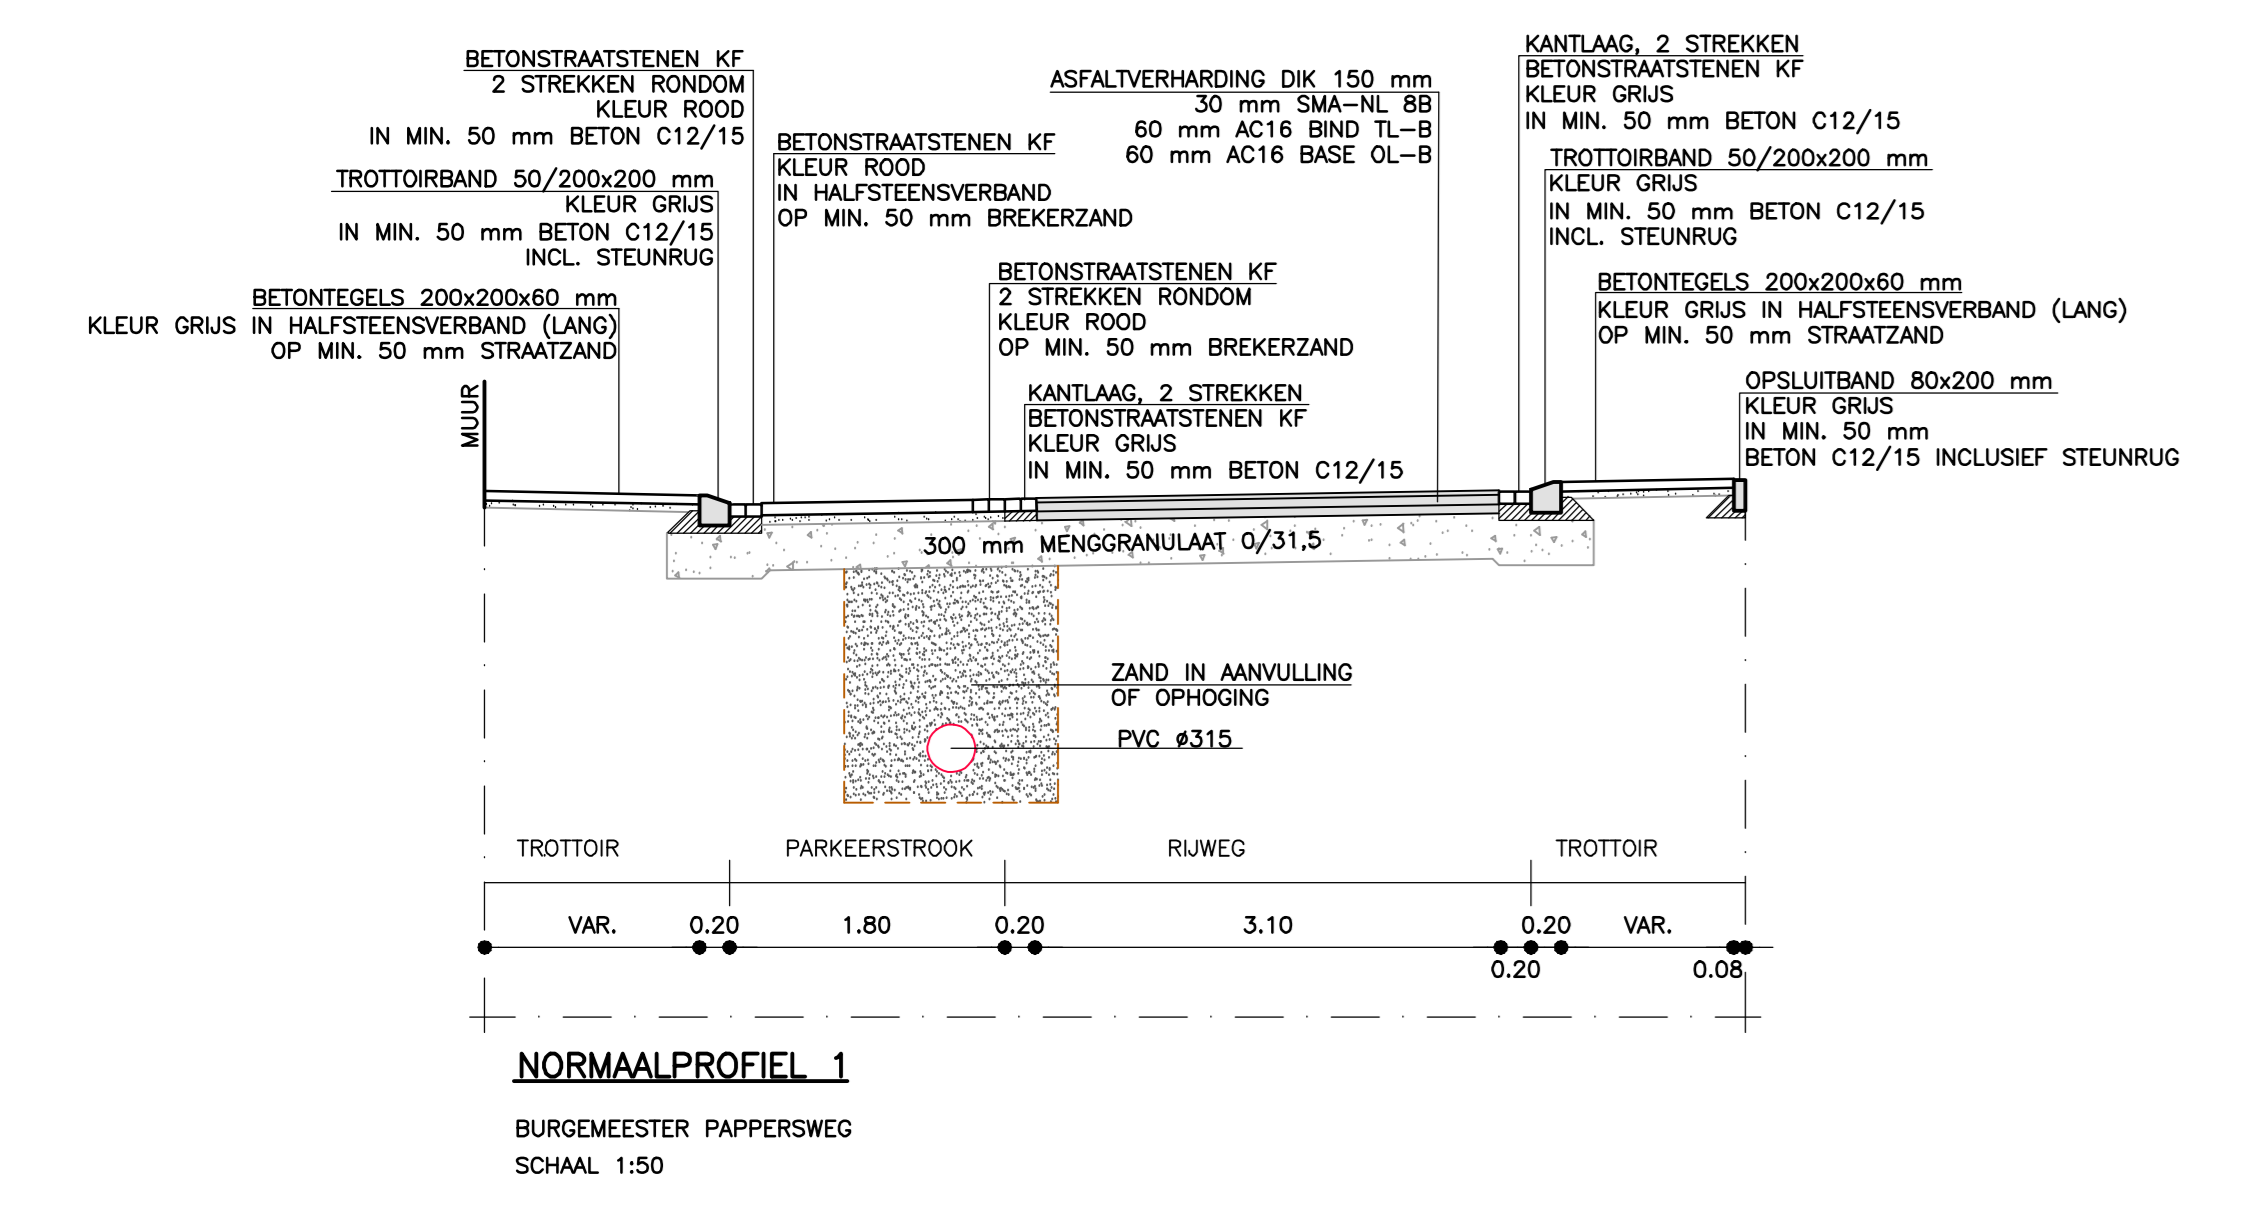 BETONSTRAATSTENEN KF
2 STREKKEN RONDOM
KLEUR ROOD
IN MIN. 50 mm BETON C12/15
TROTTOIRBAND 50/200x200 mm
KLEUR GRIJS
IN MIN. 50 mm BETON C12/15
INCL. STEUNRUG
BETONTEGELS 200x200x60 mm
KLEUR GRIJS IN HALFSTEENSVERBAND (LANG)
OP MIN. 50 mm STRAATZAND
MUUR
BETONSTRAATSTENEN KF
KLEUR ROOD
IN HALFSTEENSVERBAND
OP MIN. 50 mm BREKERZAND
ASFALTVERHARDING DIK 150 mm
30 mm SMA-NL 8B
60 mm AC16 BIND TL-B
60 mm AC16 BASE OL-B
BETONSTRAATSTENEN KF
2 STREKKEN RONDOM
KLEUR ROOD
OP MIN. 50 mm BREKERZAND
KANTLAAG, 2 STREKKEN
BETONSTRAATSTENEN KF
KLEUR GRIJS
IN MIN. 50 mm BETON C12/15
KANTLAAG, 2 STREKKEN
BETONSTRAATSTENEN KF
KLEUR GRIJS
IN MIN. 50 mm BETON C12/15
TROTTOIRBAND 50/200x200 mm
KLEUR GRIJS
IN MIN. 50 mm BETON C12/15
INCL. STEUNRUG
BETONTEGELS 200x200x60 mm
KLEUR GRIJS IN HALFSTEENSVERBAND (LANG)
OP MIN. 50 mm STRAATZAND
OPSLUITBAND 80x200 mm
KLEUR GRIJS
IN MIN. 50 mm
BETON C12/15 INCLUSIEF STEUNRUG
300 mm MENGGRANULAAT 0/31,5
ZAND IN AANVULLING
OF OPHOGING
PVC ø315
TROTTOIR PARKEERSTROOK RIJWEG TROTTOIR
VAR. 0.20 1.80 0.20 3.10 0.20 VAR.
0.20 0.08
NORMAALPROFIEL 1
BURGEMEESTER PAPPERSWEG
SCHAAL 1:50